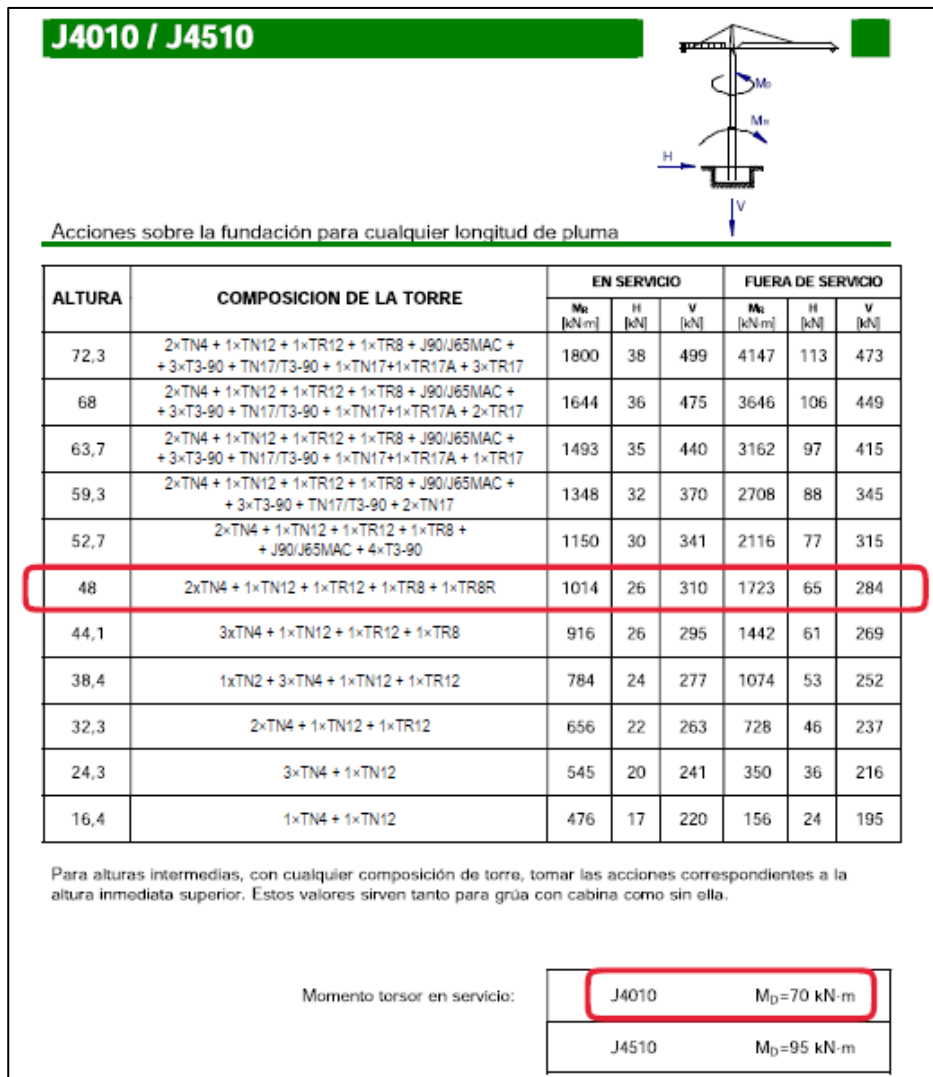 J4010 / J4510
M_D
M_R
H
V
Acciones sobre la fundación para cualquier longitud de pluma
ALTURA COMPOSICION DE LA TORRE EN SERVICIO FUERA DE SERVICIO
M_R [kN·m] H [kN] V [kN] M_R [kN·m] H [kN] V [kN]
72,3 2×TN4 + 1×TN12 + 1×TR12 + 1×TR8 + J90/J65MAC + 1800 38 499 4147 113 473
+ 3×T3-90 + TN17/T3-90 + 1×TN17+1×TR17A + 3×TR17
68 2×TN4 + 1×TN12 + 1×TR12 + 1×TR8 + J90/J65MAC + 1644 36 475 3646 106 449
+ 3×T3-90 + TN17/T3-90 + 1×TN17+1×TR17A + 2×TR17
63,7 2×TN4 + 1×TN12 + 1×TR12 + 1×TR8 + J90/J65MAC + 1493 35 440 3162 97 415
+ 3×T3-90 + TN17/T3-90 + 1×TN17+1×TR17A + 1×TR17
59,3 2×TN4 + 1×TN12 + 1×TR12 + 1×TR8 + J90/J65MAC + 1348 32 370 2708 88 345
+ 3×T3-90 + TN17/T3-90 + 2×TN17
52,7 2×TN4 + 1×TN12 + 1×TR12 + 1×TR8 + 1150 30 341 2116 77 315
+ J90/J65MAC + 4×T3-90
48 2xTN4 + 1×TN12 + 1×TR12 + 1×TR8 + 1×TR8R 1014 26 310 1723 65 284
44,1 3xTN4 + 1×TN12 + 1×TR12 + 1×TR8 916 26 295 1442 61 269
38,4 1xTN2 + 3×TN4 + 1×TN12 + 1×TR12 784 24 277 1074 53 252
32,3 2×TN4 + 1×TN12 + 1×TR12 656 22 263 728 46 237
24,3 3×TN4 + 1×TN12 545 20 241 350 36 216
16,4 1×TN4 + 1×TN12 476 17 220 156 24 195
Para alturas intermedias, con cualquier composición de torre, tomar las acciones correspondientes a la
altura inmediata superior. Estos valores sirven tanto para grúa con cabina como sin ella.
Momento torsor en servicio: J4010 M_D=70 kN·m
J4510 M_D=95 kN·m